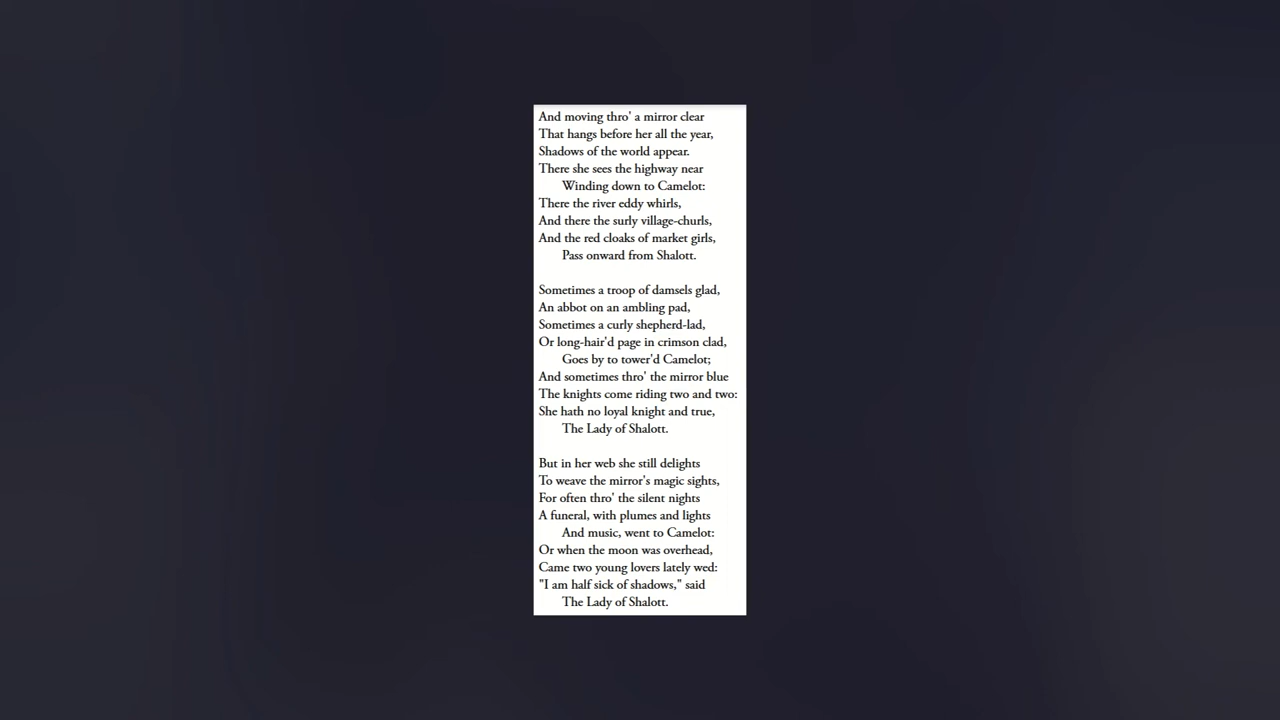 And moving thro' a mirror clear
That hangs before her all the year,
Shadows of the world appear.
There she sees the highway near
Winding down to Camelot:
There the river eddy whirls,
And there the surly village-churls,
And the red cloaks of market girls,
Pass onward from Shalott.
Sometimes a troop of damsels glad,
An abbot on an ambling pad,
Sometimes a curly shepherd-lad,
Or long-hair'd page in crimson clad,
Goes by to tower'd Camelot;
And sometimes thro' the mirror blue
The knights come riding two and two:
She hath no loyal knight and true,
The Lady of Shalott.
But in her web she still delights
To weave the mirror's magic sights,
For often thro' the silent nights
A funeral, with plumes and lights
And music, went to Camelot:
Or when the moon was overhead,
Came two young lovers lately wed:
"I am half sick of shadows," said
The Lady of Shalott.